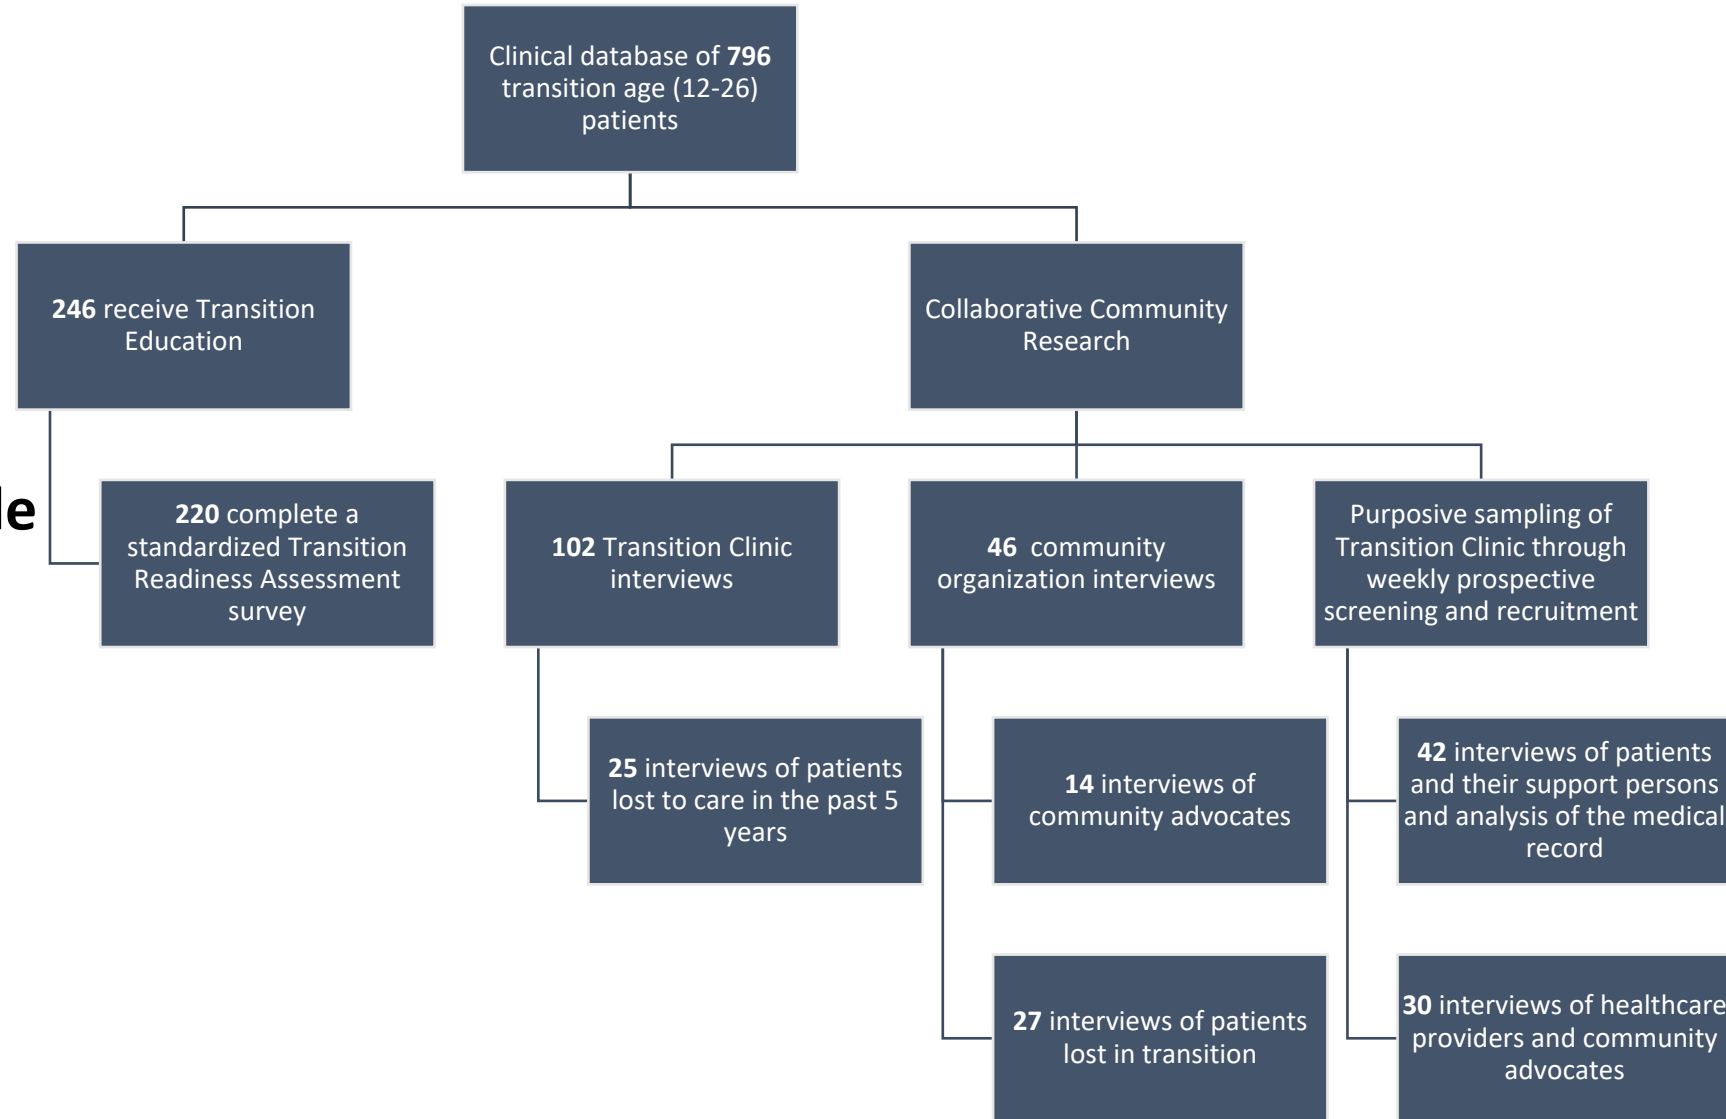 Clinical database of 796
transition age (12-26)
patients
246 receive Transition
Education
Collaborative Community
Research
220 complete a
standardized Transition
Readiness Assessment
survey
102 Transition Clinic
interviews
46 community
organization interviews
Purposive sampling of
Transition Clinic through
weekly prospective
screening and recruitment
25 interviews of patients
lost to care in the past 5
years
14 interviews of
community advocates
42 interviews of patients
and their support persons
and analysis of the medical
record
27 interviews of patients
lost in transition
30 interviews of healthcare
providers and community
advocates